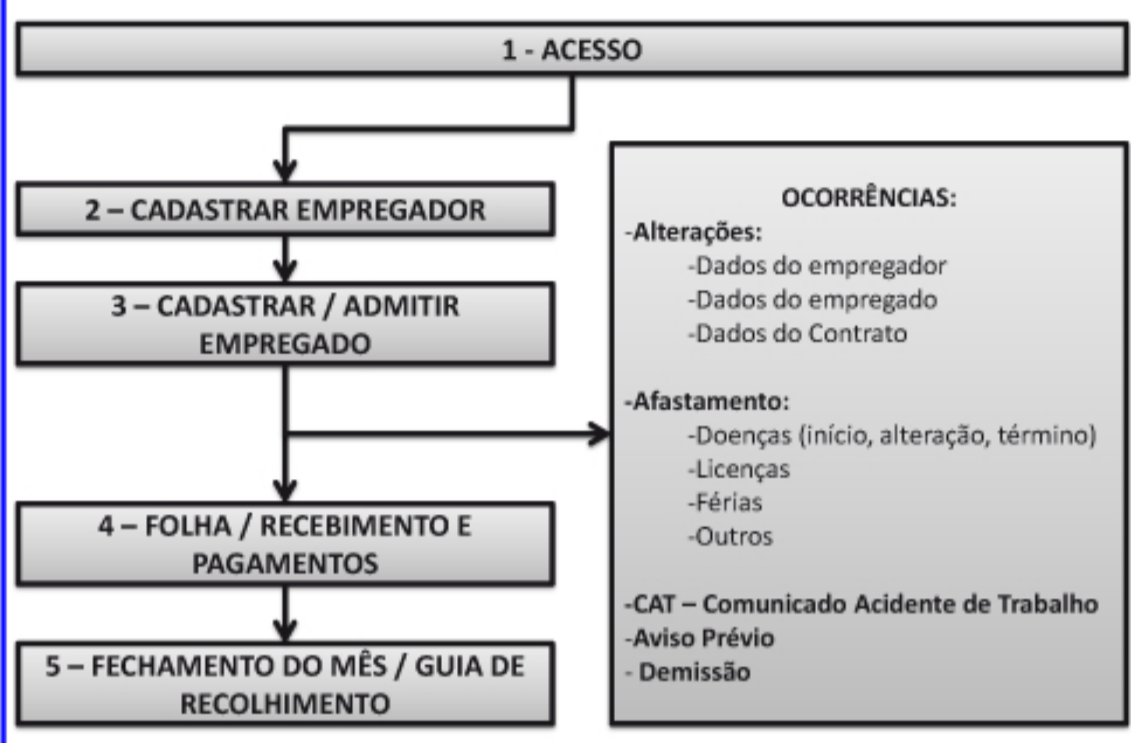 1 - ACESSO
2 – CADASTRAR EMPREGADOR
3 – CADASTRAR / ADMITIR
EMPREGADO
4 – FOLHA / RECEBIMENTO E
PAGAMENTOS
5 – FECHAMENTO DO MÊS / GUIA DE
RECOLHIMENTO
OCORRÊNCIAS:
-Alterações:
-Dados do empregador
-Dados do empregado
-Dados do Contrato
-Afastamento:
-Doenças (início, alteração, término)
-Licenças
-Férias
-Outros
-CAT – Comunicado Acidente de Trabalho
-Aviso Prévio
- Demissão